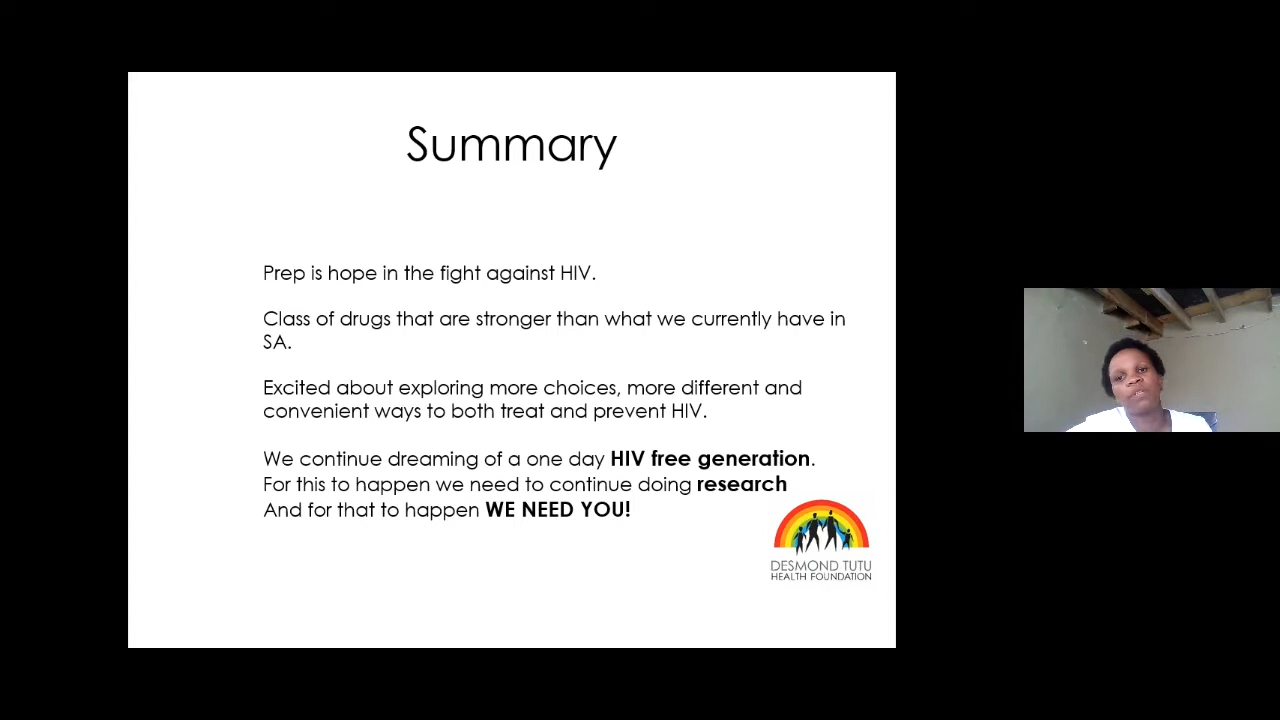 Summary
Prep is hope in the fight against HIV.
Class of drugs that are stronger than what we currently have in
SA.
Excited about exploring more choices, more different and
convenient ways to both treat and prevent HIV.
We continue dreaming of a one day HIV free generation.
For this to happen we need to continue doing research
And for that to happen WE NEED YOU!
DESMOND TUTU
HEALTH FOUNDATION